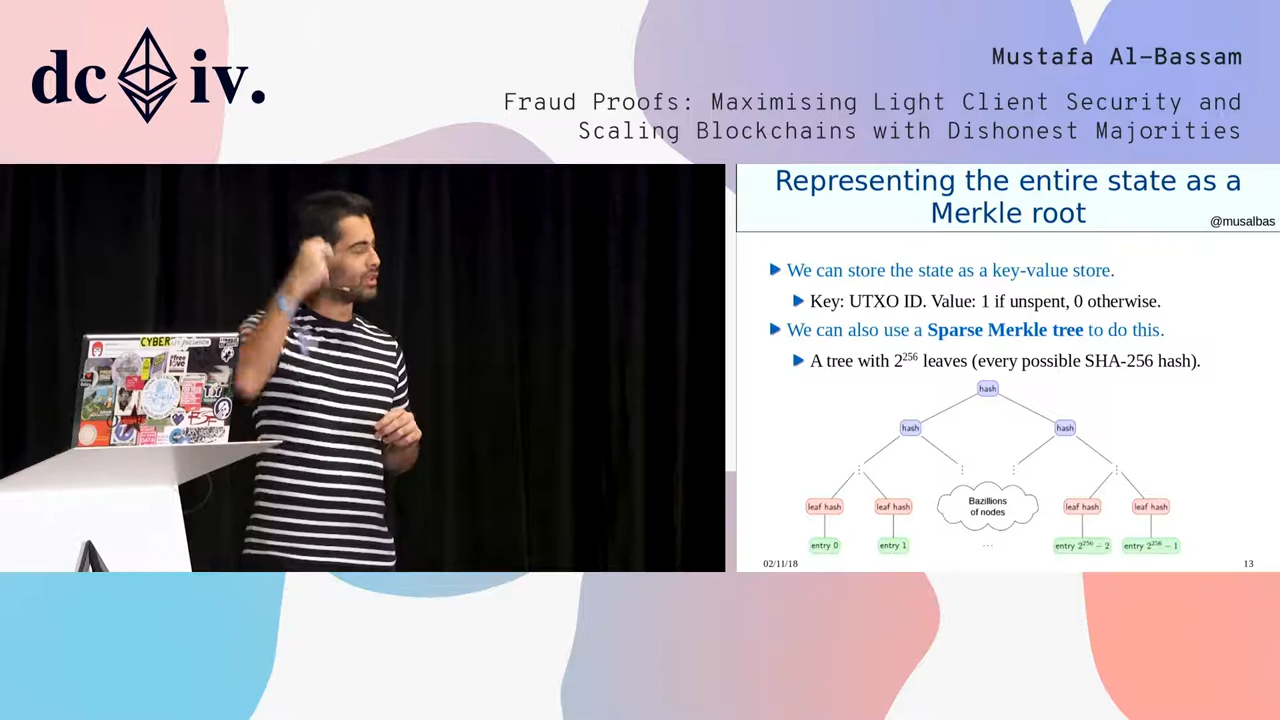 dc iv.
Mustafa Al-Bassam
Fraud Proofs: Maximising Light Client Security and
Scaling Blockchains with Dishonest Majorities
Representing the entire state as a
Merkle root
@musalbas
We can store the state as a key-value store.
Key: UTXO ID. Value: 1 if unspent, 0 otherwise.
We can also use a Sparse Merkle tree to do this.
A tree with 2²⁵⁶ leaves (every possible SHA-256 hash).
hash
hash hash
leaf hash leaf hash Bazillions leaf hash leaf hash
of nodes
entry 0 entry 1 ... entry 2²⁵⁶ − 2 entry 2²⁵⁶ − 1
02/11/18 13
CYBER